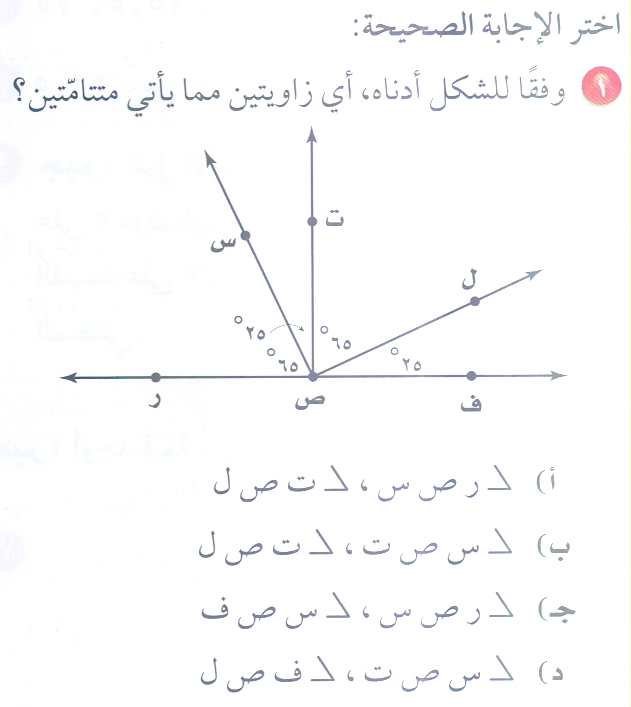 اختر الإجابة الصحيحة:
١ وفقًا للشكل أدناه، أي زاويتين مما يأتي متتامّتين؟
ت
س
ل
٢٥° ٦٥°
٦٥° ٢٥°
ر ص ف
أ) ∠ ر ص س ، ∠ ت ص ل
ب) ∠ س ص ت ، ∠ ت ص ل
جـ) ∠ ر ص س ، ∠ س ص ف
د) ∠ س ص ت ، ∠ ف ص ل